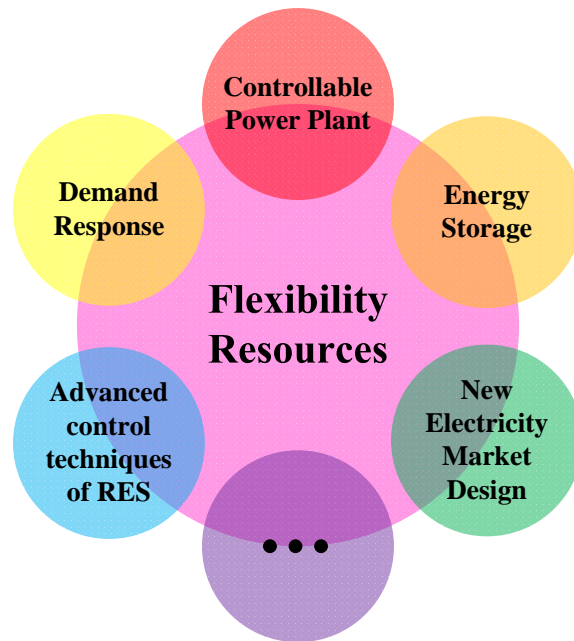 Controllable
Power Plant
Demand
Response
Energy
Storage
Flexibility
Resources
Advanced
control
techniques
of RES
New
Electricity
Market
Design
•••